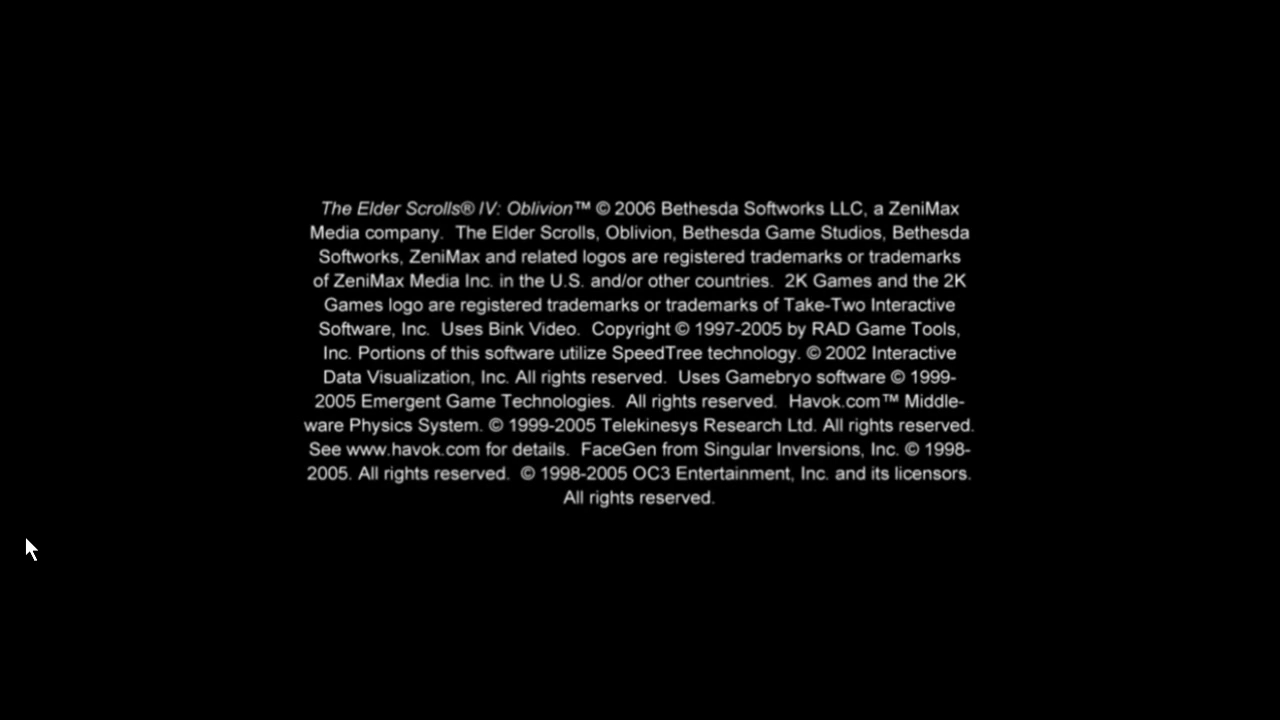 The Elder Scrolls® IV: Oblivion™ © 2006 Bethesda Softworks LLC, a ZeniMax
Media company.  The Elder Scrolls, Oblivion, Bethesda Game Studios, Bethesda
Softworks, ZeniMax and related logos are registered trademarks or trademarks
of ZeniMax Media Inc. in the U.S. and/or other countries.  2K Games and the 2K
Games logo are registered trademarks or trademarks of Take-Two Interactive
Software, Inc.  Uses Bink Video.  Copyright © 1997-2005 by RAD Game Tools,
Inc. Portions of this software utilize SpeedTree technology. © 2002 Interactive
Data Visualization, Inc. All rights reserved.  Uses Gamebryo software © 1999-
2005 Emergent Game Technologies.  All rights reserved.  Havok.com™ Middle-
ware Physics System. © 1999-2005 Telekinesys Research Ltd. All rights reserved.
See www.havok.com for details.  FaceGen from Singular Inversions, Inc. © 1998-
2005. All rights reserved.  © 1998-2005 OC3 Entertainment, Inc. and its licensors.
All rights reserved.